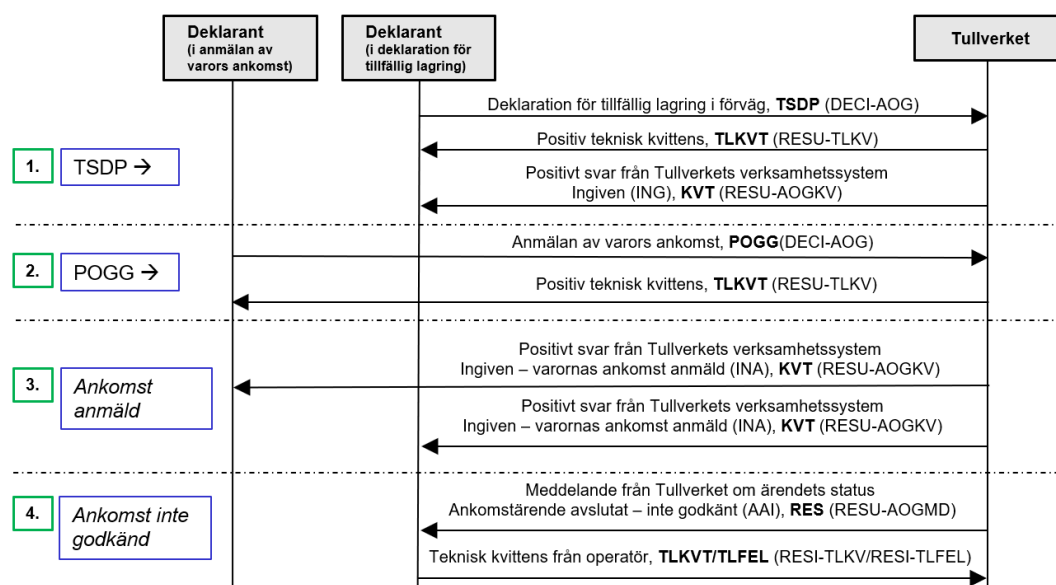 Deklarant
(i anmälan av
varors ankomst)
Deklarant
(i deklaration för
tillfällig lagring)
Tullverket
1.
TSDP →
Deklaration för tillfällig lagring i förväg, TSDP (DECI-AOG)
Positiv teknisk kvittens, TLKVT (RESU-TLKV)
Positivt svar från Tullverkets verksamhetssystem
Ingiven (ING), KVT (RESU-AOGKV)
2.
POGG →
Anmälan av varors ankomst, POGG(DECI-AOG)
Positiv teknisk kvittens, TLKVT (RESU-TLKV)
3.
Ankomst
anmäld
Positivt svar från Tullverkets verksamhetssystem
Ingiven – varornas ankomst anmäld (INA), KVT (RESU-AOGKV)
Positivt svar från Tullverkets verksamhetssystem
Ingiven – varornas ankomst anmäld (INA), KVT (RESU-AOGKV)
4.
Ankomst inte
godkänd
Meddelande från Tullverket om ärendets status
Ankomstärende avslutat – inte godkänt (AAI), RES (RESU-AOGMD)
Teknisk kvittens från operatör, TLKVT/TLFEL (RESI-TLKV/RESI-TLFEL)